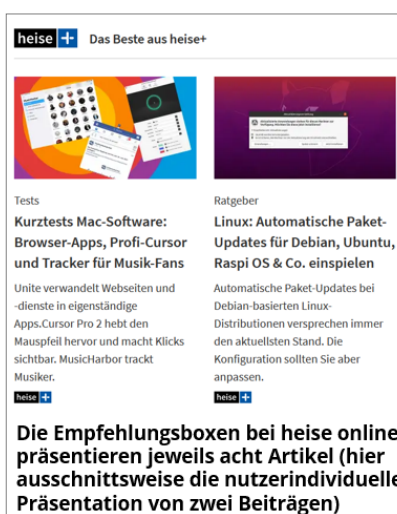 heise + Das Beste aus heise+
Tests
Kurztests Mac-Software:
Browser-Apps, Profi-Cursor
und Tracker für Musik-Fans
Unite verwandelt Webseiten und
-dienste in eigenständige
Apps.Cursor Pro 2 hebt den
Mauspfeil hervor und macht Klicks
sichtbar. MusicHarbor trackt
Musiker.
heise +
Ratgeber
Linux: Automatische Paket-
Updates für Debian, Ubuntu,
Raspi OS & Co. einspielen
Automatische Paket-Updates bei
Debian-basierten Linux-
Distributionen versprechen immer
den aktuellsten Stand. Die
Konfiguration sollten Sie aber
anpassen.
heise +
Die Empfehlungsboxen bei heise online
präsentieren jeweils acht Artikel (hier
ausschnittsweise die nutzerindividuelle
Präsentation von zwei Beiträgen)